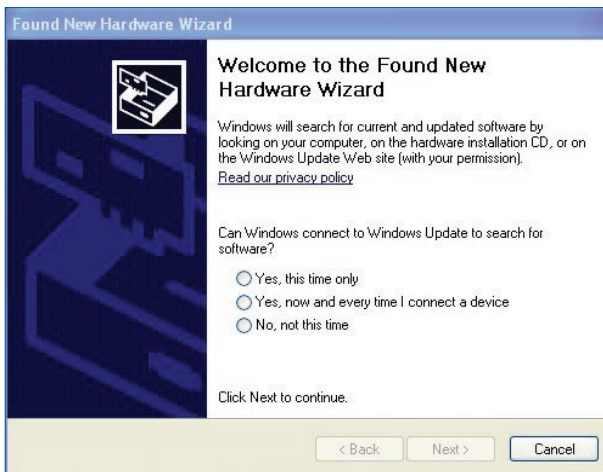 Found New Hardware Wizard
Welcome to the Found New
Hardware Wizard
Windows will search for current and updated software by
looking on your computer, on the hardware installation CD, or on
the Windows Update Web site (with your permission).
Read our privacy policy
Can Windows connect to Windows Update to search for
software?
Yes, this time only
Yes, now and every time I connect a device
No, not this time
Click Next to continue.
< Back Next > Cancel